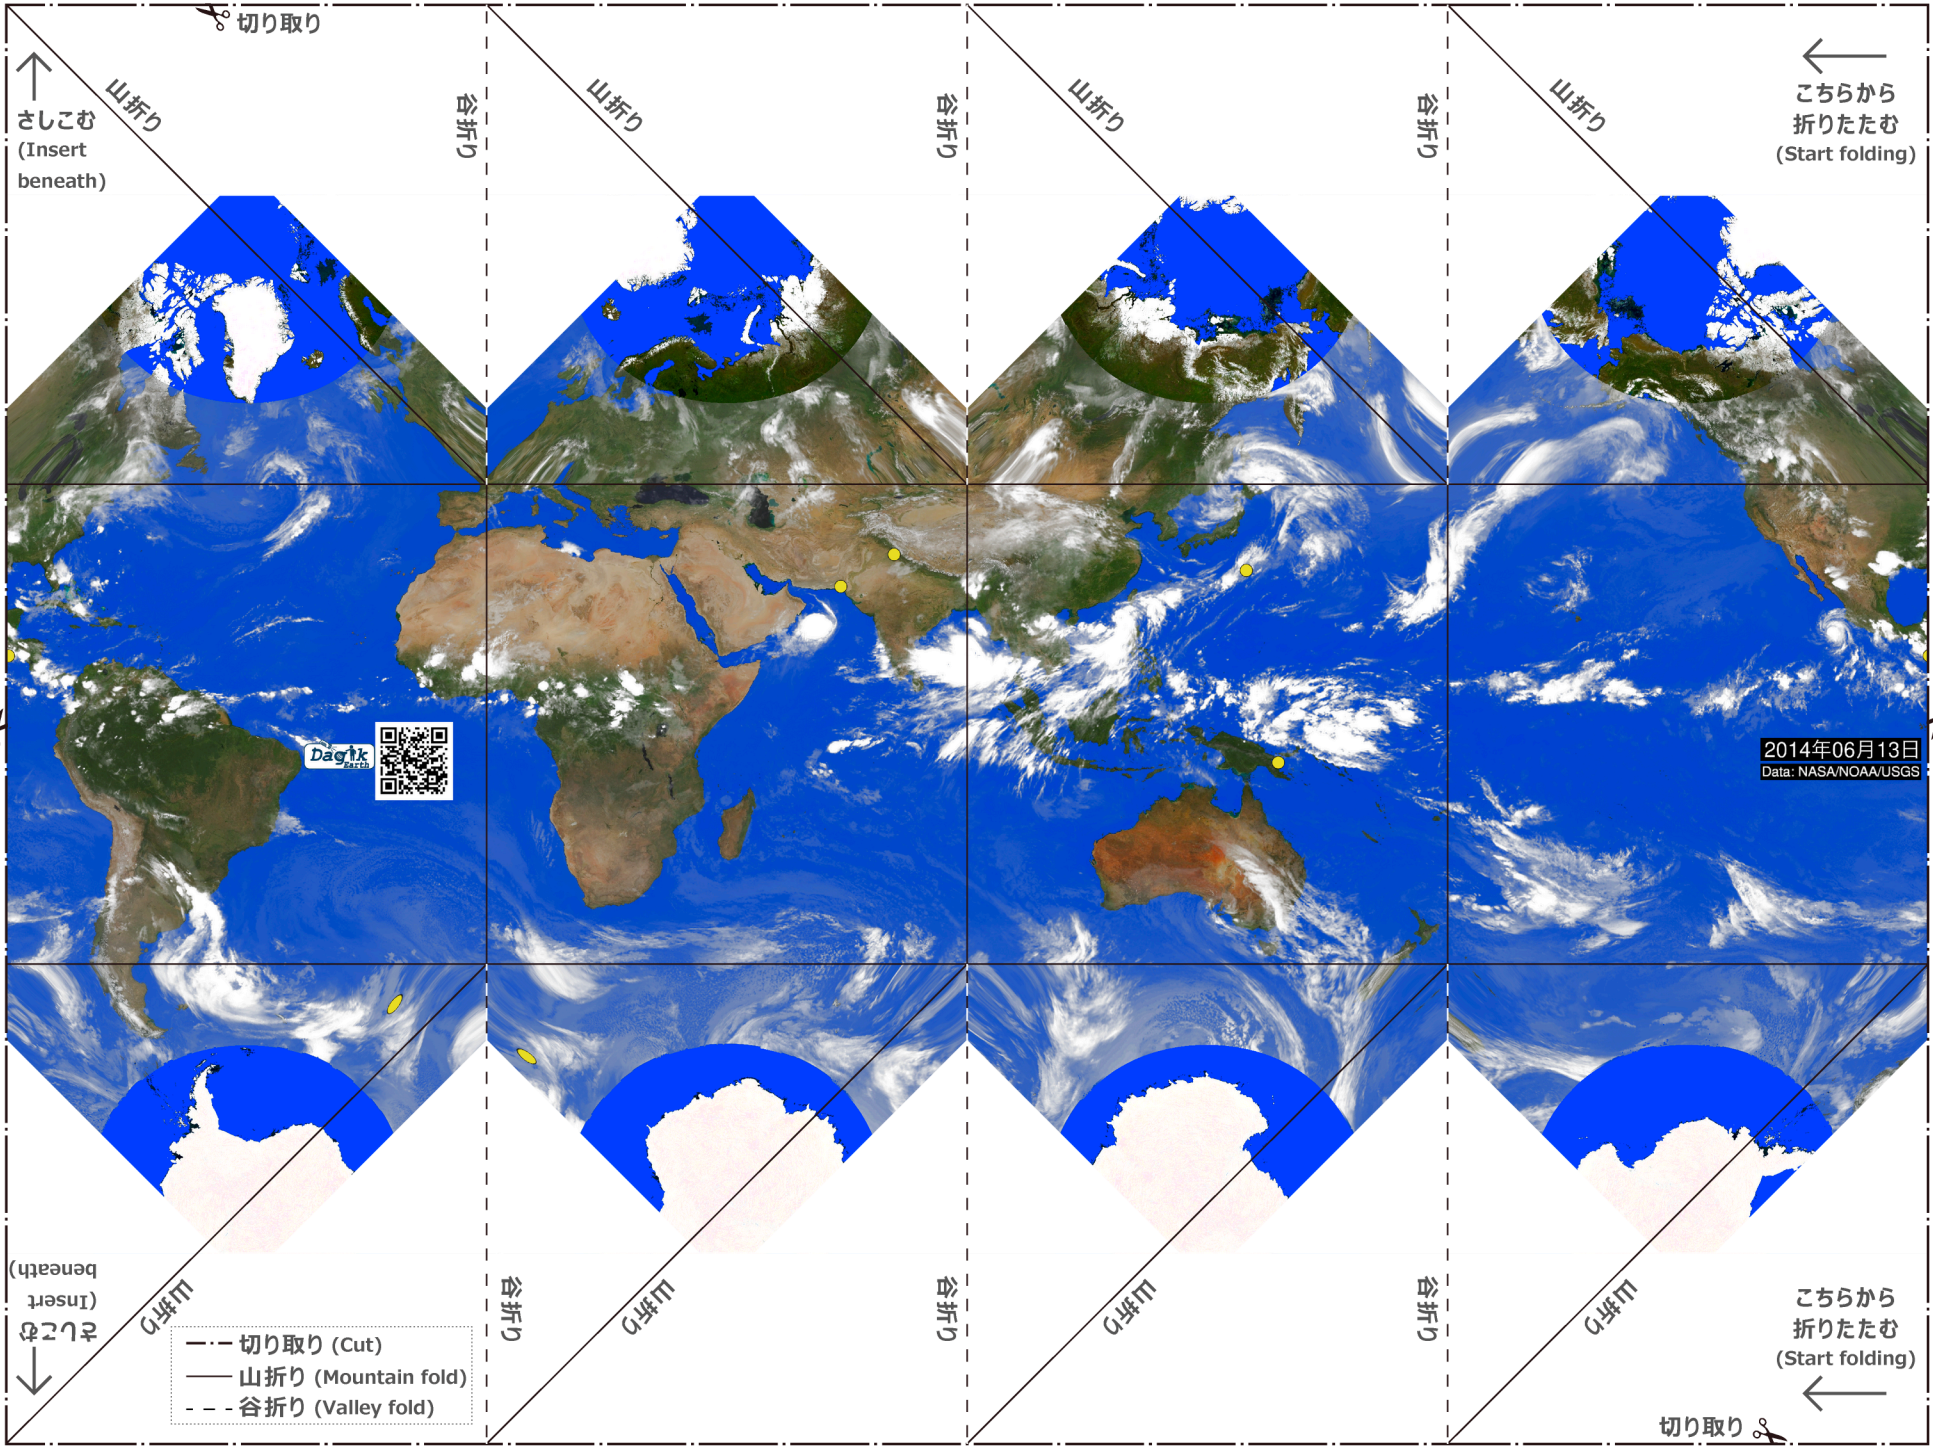 切り取り
山折り
谷折り
山折り
谷折り
山折り
谷折り
山折り
さしこむ
(Insert
beneath)
こちらから
折りたたむ
(Start folding)
Dagik
Earth
2014年06月13日
Data: NASA/NOAA/USGS
さしこむ
(Insert
beneath)
山折り
谷折り
山折り
谷折り
山折り
谷折り
山折り
こちらから
折りたたむ
(Start folding)
切り取り (Cut)
山折り (Mountain fold)
谷折り (Valley fold)
切り取り